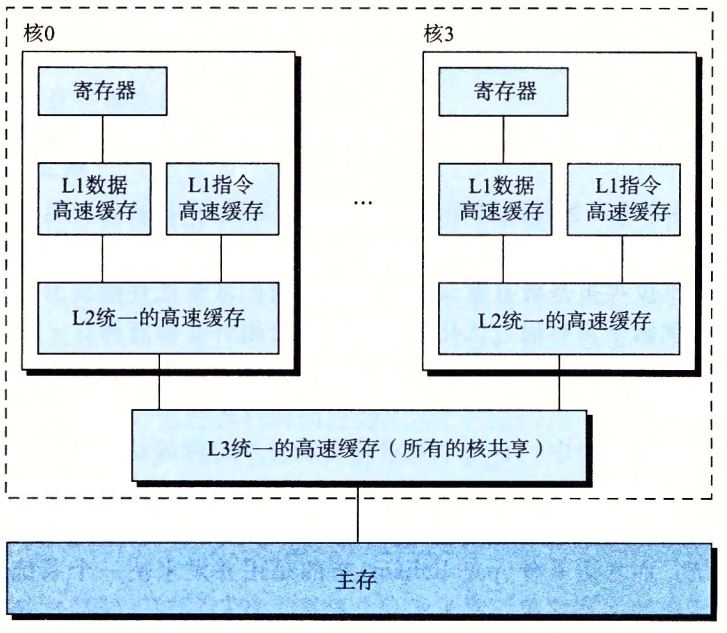 核0
核3
寄存器
寄存器
L1数据
高速缓存
L1指令
高速缓存
…
L1数据
高速缓存
L1指令
高速缓存
L2统一的高速缓存
L2统一的高速缓存
L3统一的高速缓存（所有的核共享）
主存